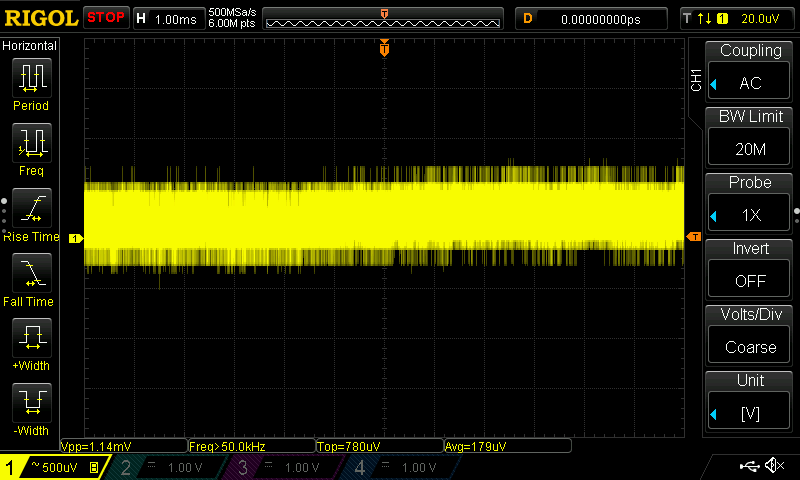 RIGOL STOP H 1.00ms 500MSa/s 6.00M pts T D 0.00000000ps T 1 20.0uV
Horizontal
Period
Freq
Rise Time
Fall Time
+Width
-Width
T
1
T
CH1
Coupling
AC
BW Limit
20M
Probe
1X
Invert
OFF
Volts/Div
Coarse
Unit
[V]
Vpp=1.14mV Freq>50.0kHz Top=780uV Avg=179uV
1 ~ 500uV B 2 1.00 V 3 1.00 V 4 1.00 V